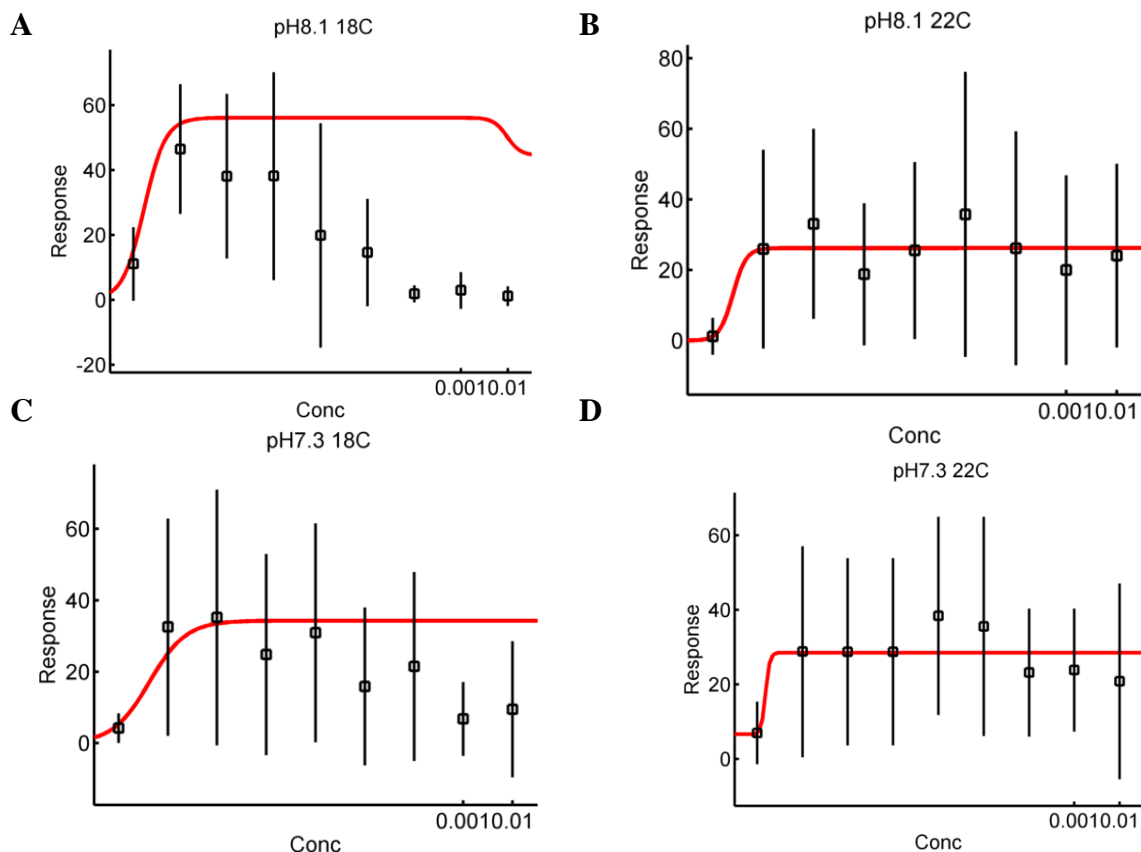 A
pH8.1 18C
Response
60
40
20
0
-20
0.0010.01
Conc
B
pH8.1 22C
Response
80
60
40
20
0
0.0010.01
Conc
C
pH7.3 18C
Response
60
40
20
0
0.0010.01
Conc
D
pH7.3 22C
Response
60
40
20
0
0.0010.01
Conc